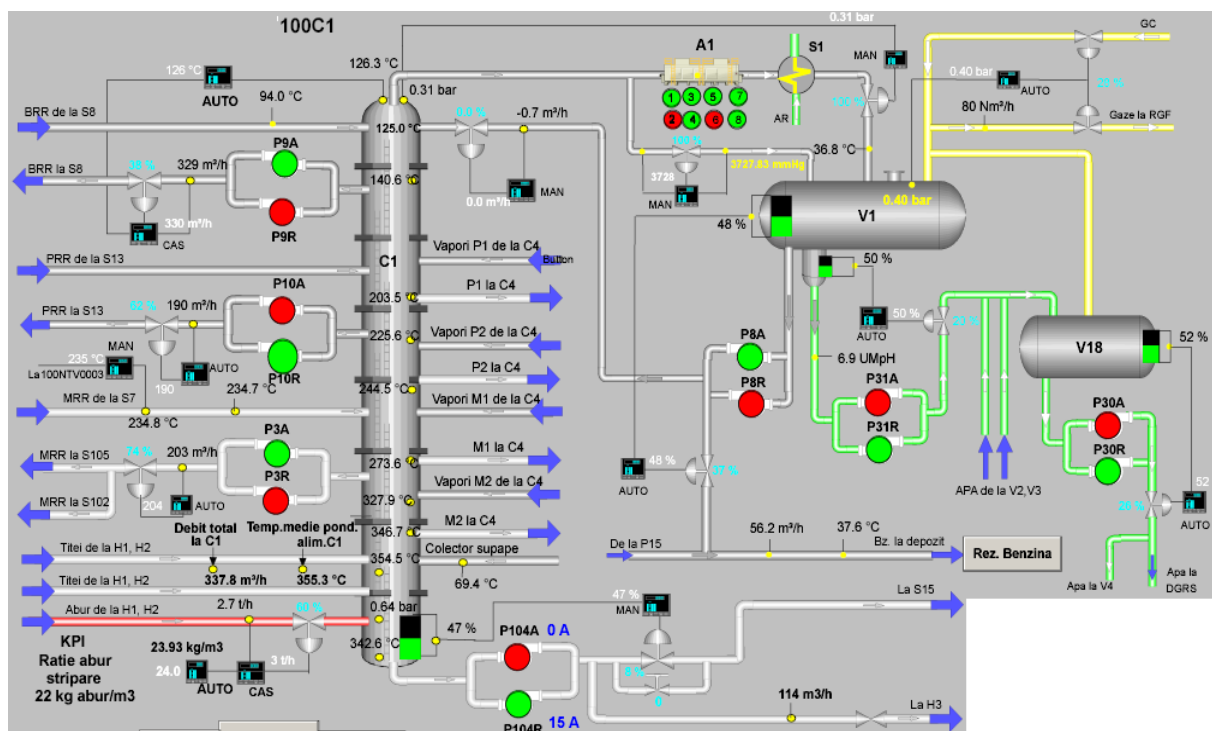 100C1
0.31 bar
GC
126.3 °C
A1
S1
MAN
126 °C
AUTO
0.31 bar
0.40 bar
AUTO
20 %
94.0 °C
BRR de la S8
9.0 %
-0.7 m³/h
1 3 5 7
2 4 6 8
AR
100 %
80 Nm³/h
Gaze la RGF
125.0 °C
P9A
100 %
36.8 °C
3727.83 mmHg
BRR la S8
38 %
329 m³/h
140.6 °C
3728
MAN
MAN
0.0 m³/h
0.40 bar
V1
330 m³/h
CAS
P9R
48 %
PRR de la S13
C1
Vapori P1 de la C4
Button
50 %
P10A
203.5 °C
P1 la C4
PRR la S13
62 %
190 m³/h
50 %
AUTO
20 %
225.6 °C
Vapori P2 de la C4
P8A
V18
52 %
MAN
235 °C
La100NTV0003
190
AUTO
P10R
6.9 UMpH
P2 la C4
P8R
P31A
234.7 °C
244.5 °C
MRR de la S7
Vapori M1 de la C4
234.8 °C
P31R
P30A
P3A
P30R
MRR la S105
74 %
203 m³/h
273.6 °C
M1 la C4
48 %
AUTO
37 %
APA de la V2,V3
52
AUTO
26 %
MRR la S102
204
AUTO
P3R
327.9 °C
Vapori M2 de la C4
Debit total
la C1
Temp.medie pond.
alim.C1
346.7 °C
M2 la C4
De la P15
56.2 m³/h
37.6 °C
Bz. la depozit
Rez. Benzina
Titei de la H1, H2
354.5 °C
Colector supape
337.8 m³/h
355.3 °C
69.4 °C
Apa la V4
Apa la
DGRS
Titei de la H1, H2
2.7 t/h
La S15
Abur de la H1, H2
60 %
0.64 bar
47 %
MAN
KPI
Ratie abur
stripare
22 kg abur/m3
23.93 kg/m3
3 t/h
342.6 °C
47 %
P104A
0 A
24.0
AUTO
CAS
0
114 m3/h
La H3
P104R
15 A